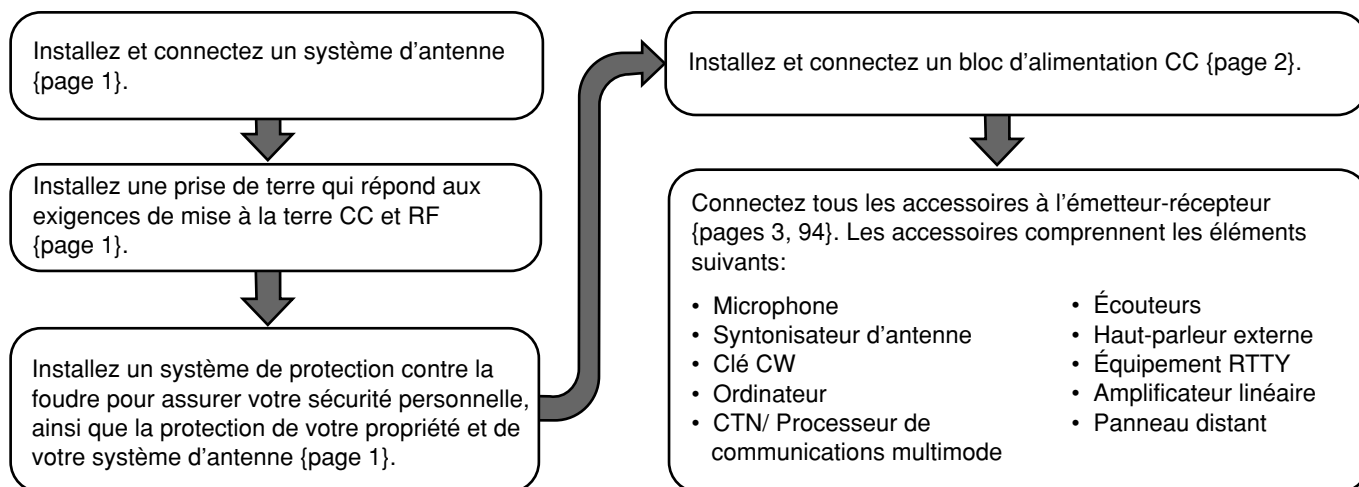 Installez et connectez un système d'antenne
{page 1}.
Installez une prise de terre qui répond aux
exigences de mise à la terre CC et RF
{page 1}.
Installez un système de protection contre la
foudre pour assurer votre sécurité personnelle,
ainsi que la protection de votre propriété et de
votre système d'antenne {page 1}.
Installez et connectez un bloc d'alimentation CC {page 2}.
Connectez tous les accessoires à l'émetteur-récepteur
{pages 3, 94}. Les accessoires comprennent les éléments
suivants:
• Microphone
• Syntonisateur d'antenne
• Clé CW
• Ordinateur
• CTN/ Processeur de
communications multimode
• Écouteurs
• Haut-parleur externe
• Équipement RTTY
• Amplificateur linéaire
• Panneau distant